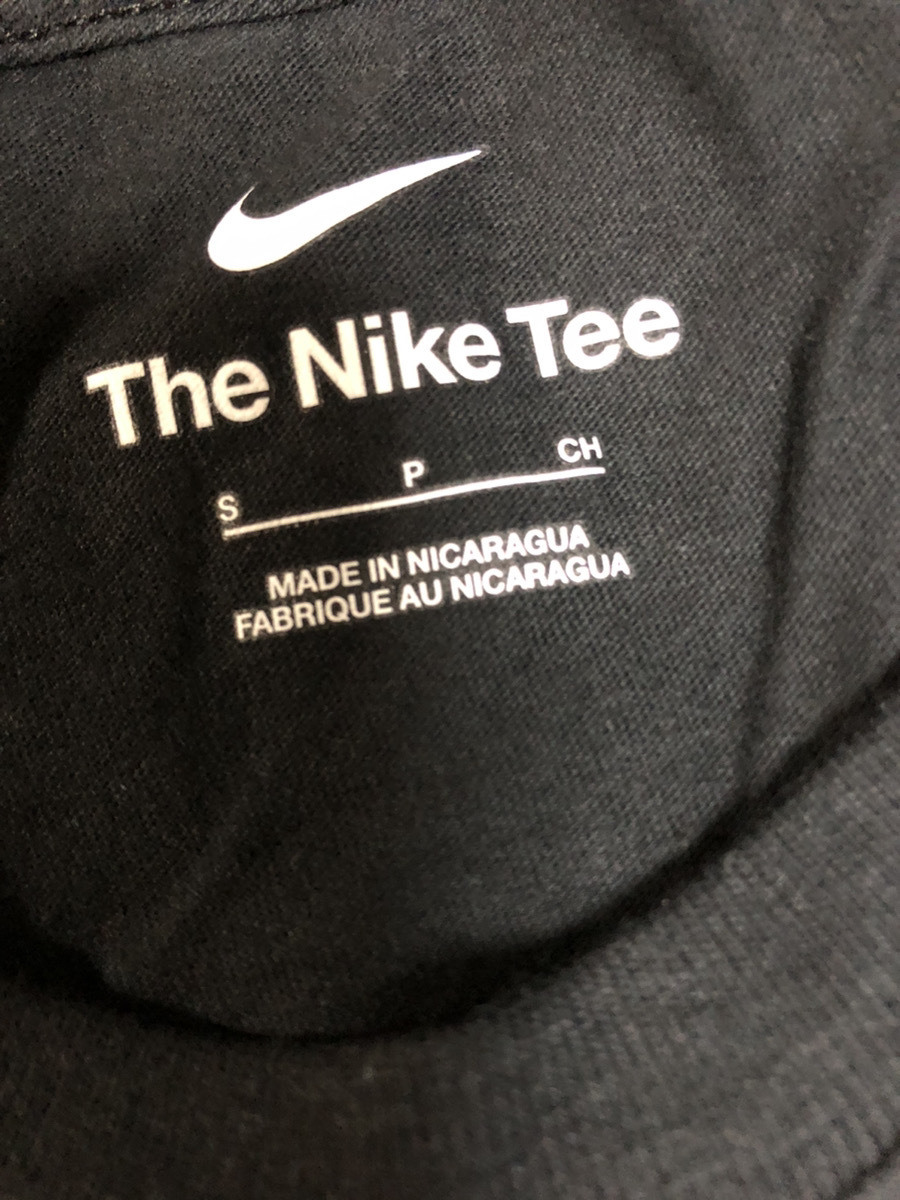 The Nike Tee
S P CH
MADE IN NICARAGUA
FABRIQUE AU NICARAGUA